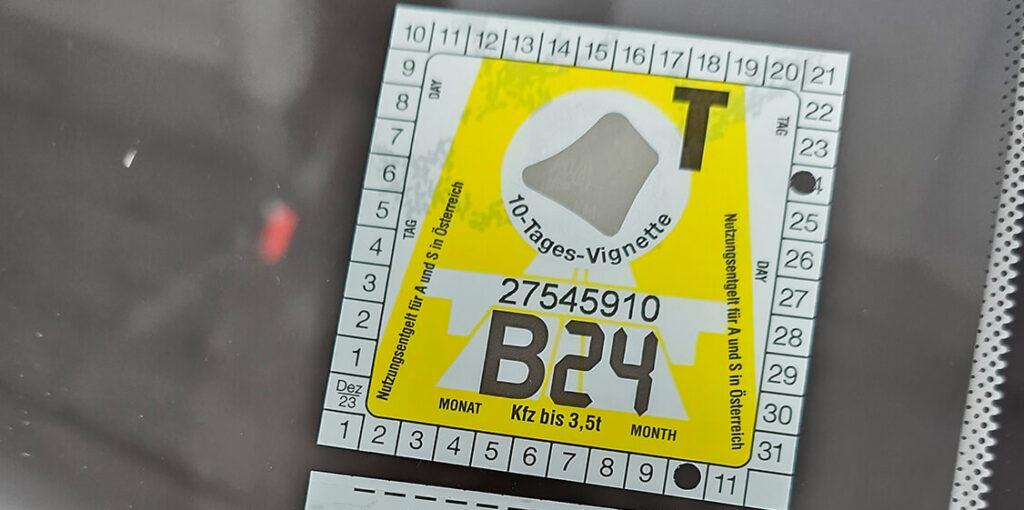 10 11 12 13 14 15 16 17 18 19 20 21
9
8
7
6
5
4
3
2
1
Dez
23
1 2 3 4 5 6 7 8 9 11
22
23
4
25
26
27
28
29
30
31
DAY
TAG
TAG
DAY
T
10-Tages-Vignette
Nutzungsentgelt für A und S in Österreich
Nutzungsentgelt für A und S in Österreich
27545910
B24
MONAT Kfz bis 3,5t MONTH